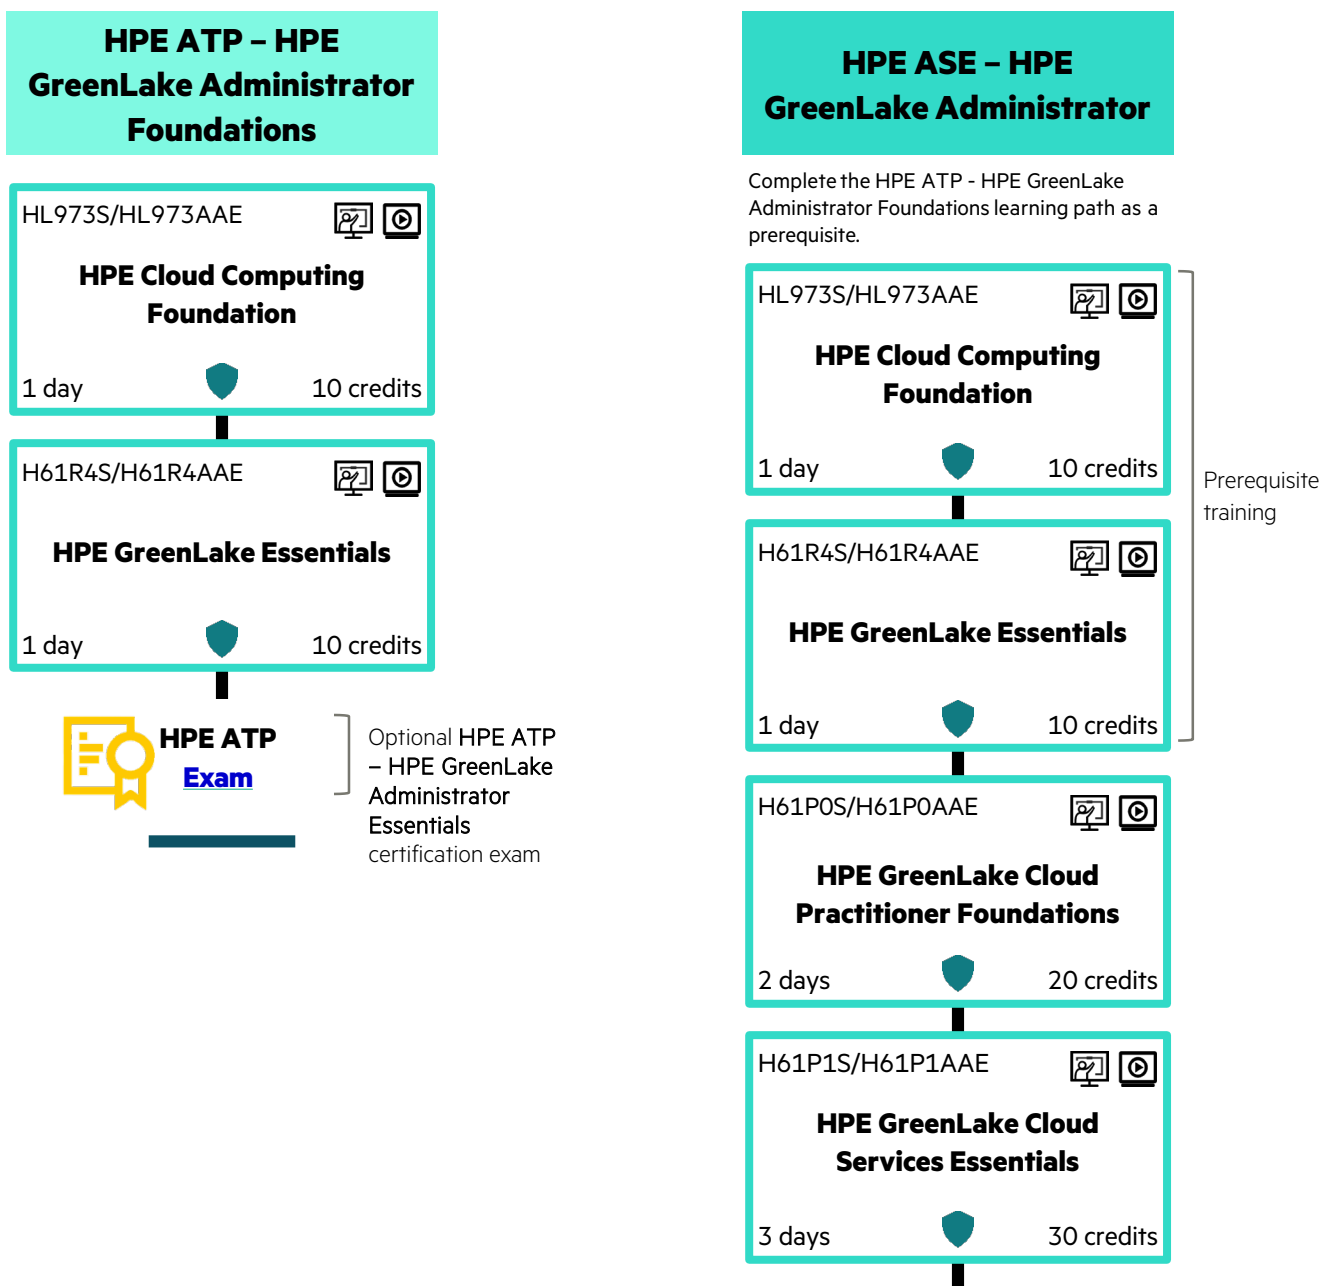 HPE ATP – HPE
GreenLake Administrator
Foundations
HL973S/HL973AAE
HPE Cloud Computing
Foundation
1 day
10 credits
H61R4S/H61R4AAE
HPE GreenLake Essentials
1 day
10 credits
HPE ATP
Exam
Optional HPE ATP
– HPE GreenLake
Administrator
Essentials
certification exam
HPE ASE – HPE
GreenLake Administrator
Complete the HPE ATP - HPE GreenLake
Administrator Foundations learning path as a
prerequisite.
HL973S/HL973AAE
HPE Cloud Computing
Foundation
1 day
10 credits
H61R4S/H61R4AAE
HPE GreenLake Essentials
1 day
10 credits
Prerequisite
training
H61P0S/H61P0AAE
HPE GreenLake Cloud
Practitioner Foundations
2 days
20 credits
H61P1S/H61P1AAE
HPE GreenLake Cloud
Services Essentials
3 days
30 credits